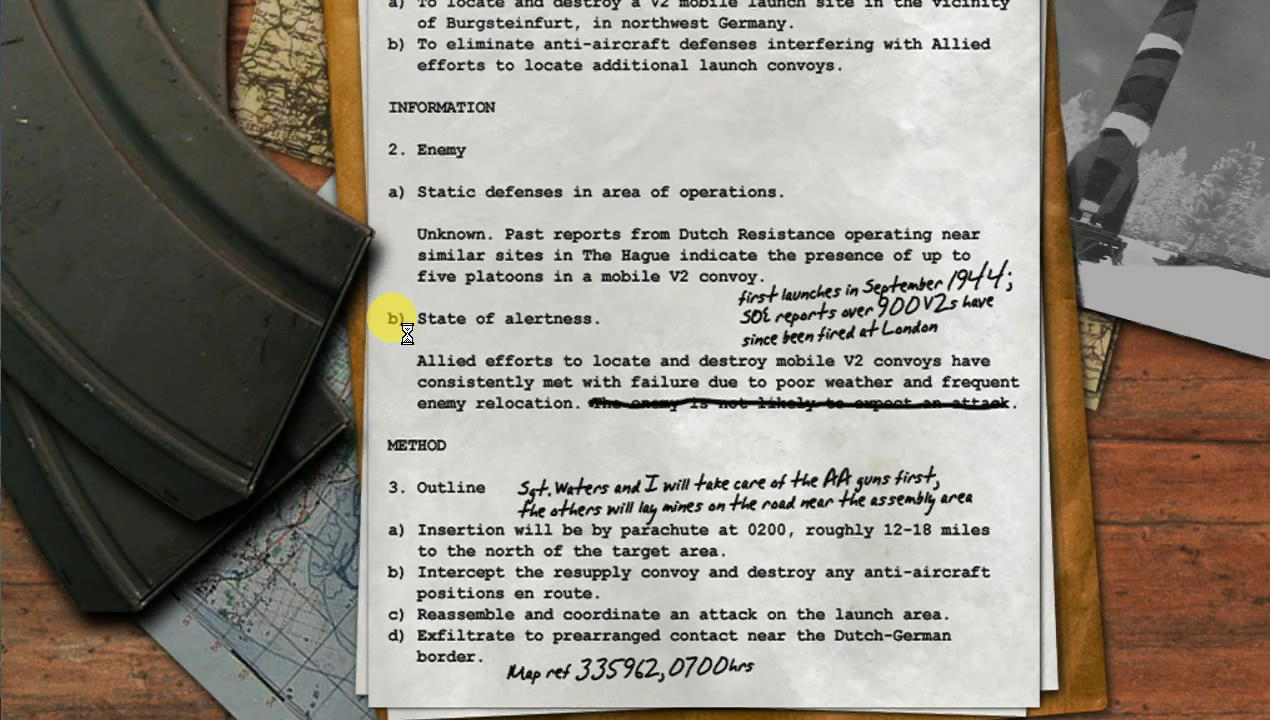 a) To locate and destroy a V2 mobile launch site in the vicinity
of Burgsteinfurt, in northwest Germany.
b) To eliminate anti-aircraft defenses interfering with Allied
efforts to locate additional launch convoys.
INFORMATION
2. Enemy
a) Static defenses in area of operations.
Unknown. Past reports from Dutch Resistance operating near
similar sites in The Hague indicate the presence of up to
five platoons in a mobile V2 convoy.
first launches in September 1944;
SOE reports over 900 V2s have
since been fired at London
b) State of alertness.
Allied efforts to locate and destroy mobile V2 convoys have
consistently met with failure due to poor weather and frequent
enemy relocation. The enemy is not likely to expect an attack.
METHOD
3. Outline
Sgt. Waters and I will take care of the AA guns first,
the others will lay mines on the road near the assembly area
a) Insertion will be by parachute at 0200, roughly 12-18 miles
to the north of the target area.
b) Intercept the resupply convoy and destroy any anti-aircraft
positions en route.
c) Reassemble and coordinate an attack on the launch area.
d) Exfiltrate to prearranged contact near the Dutch-German
border.
Map ref 335962, 0700hrs